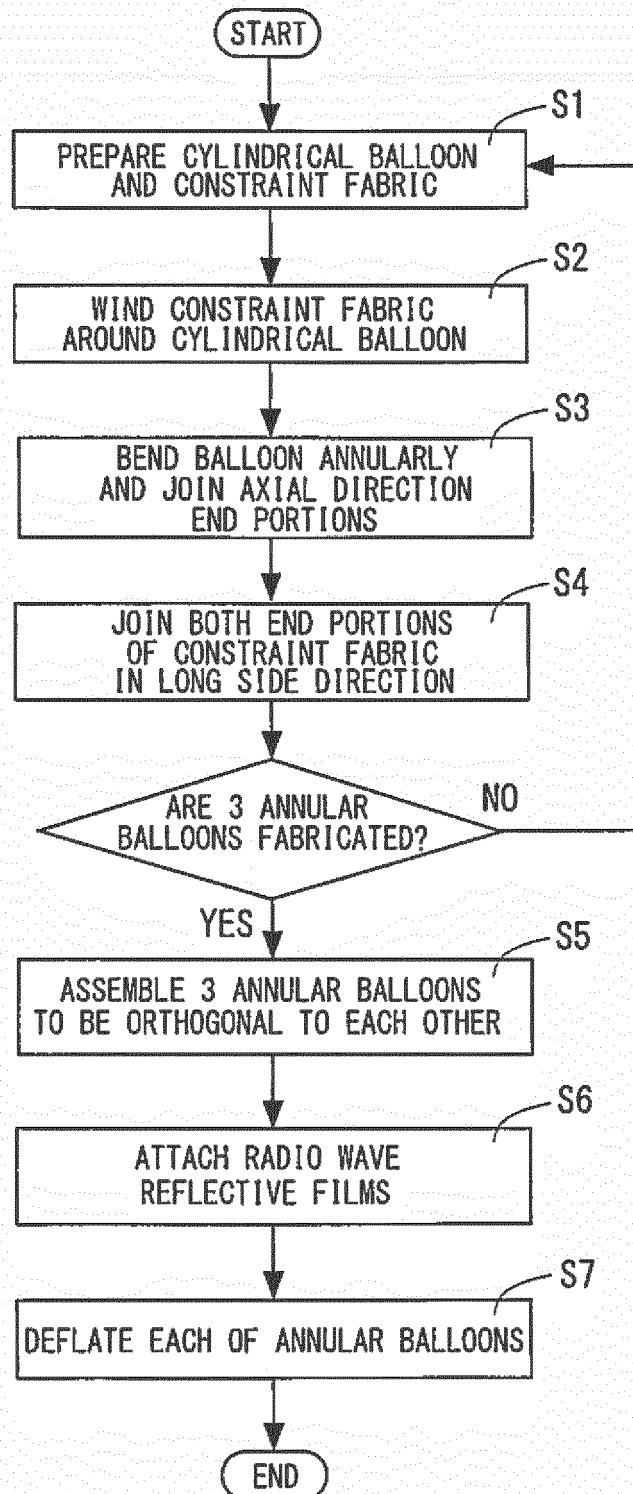 START
S1
PREPARE CYLINDRICAL BALLOON
AND CONSTRAINT FABRIC
S2
WIND CONSTRAINT FABRIC
AROUND CYLINDRICAL BALLOON
S3
BEND BALLOON ANNULARLY
AND JOIN AXIAL DIRECTION
END PORTIONS
S4
JOIN BOTH END PORTIONS
OF CONSTRAINT FABRIC
IN LONG SIDE DIRECTION
ARE 3 ANNULAR
BALLOONS FABRICATED?
NO
YES
S5
ASSEMBLE 3 ANNULAR BALLOONS
TO BE ORTHOGONAL TO EACH OTHER
S6
ATTACH RADIO WAVE
REFLECTIVE FILMS
S7
DEFLATE EACH OF ANNULAR BALLOONS
END